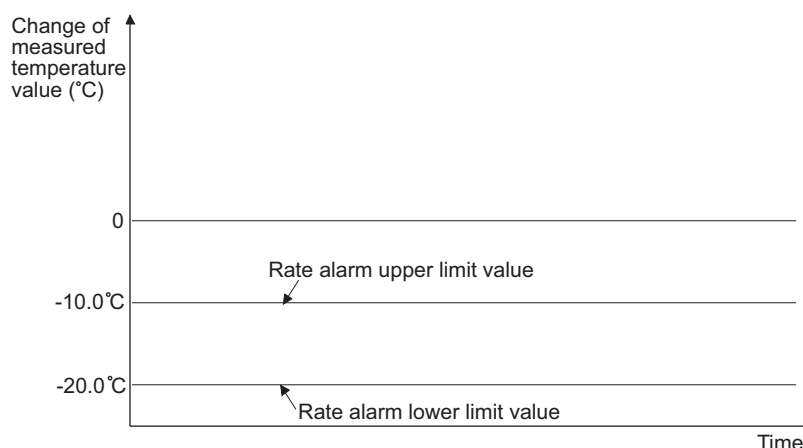 Change of
measured
temperature
value (°C)
0
Rate alarm upper limit value
-10.0°C
-20.0°C
Rate alarm lower limit value
Time